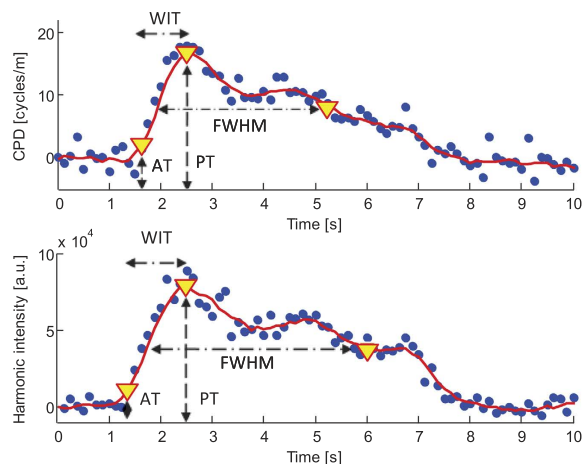 WIT
20
10
0
CPD [cycles/m]
FWHM
AT
PT
0 1 2 3 4 5 6 7 8 9 10
Time [s]
x 10^4
WIT
10
5
0
Harmonic intensity [a.u.]
FWHM
AT
PT
0 1 2 3 4 5 6 7 8 9 10
Time [s]